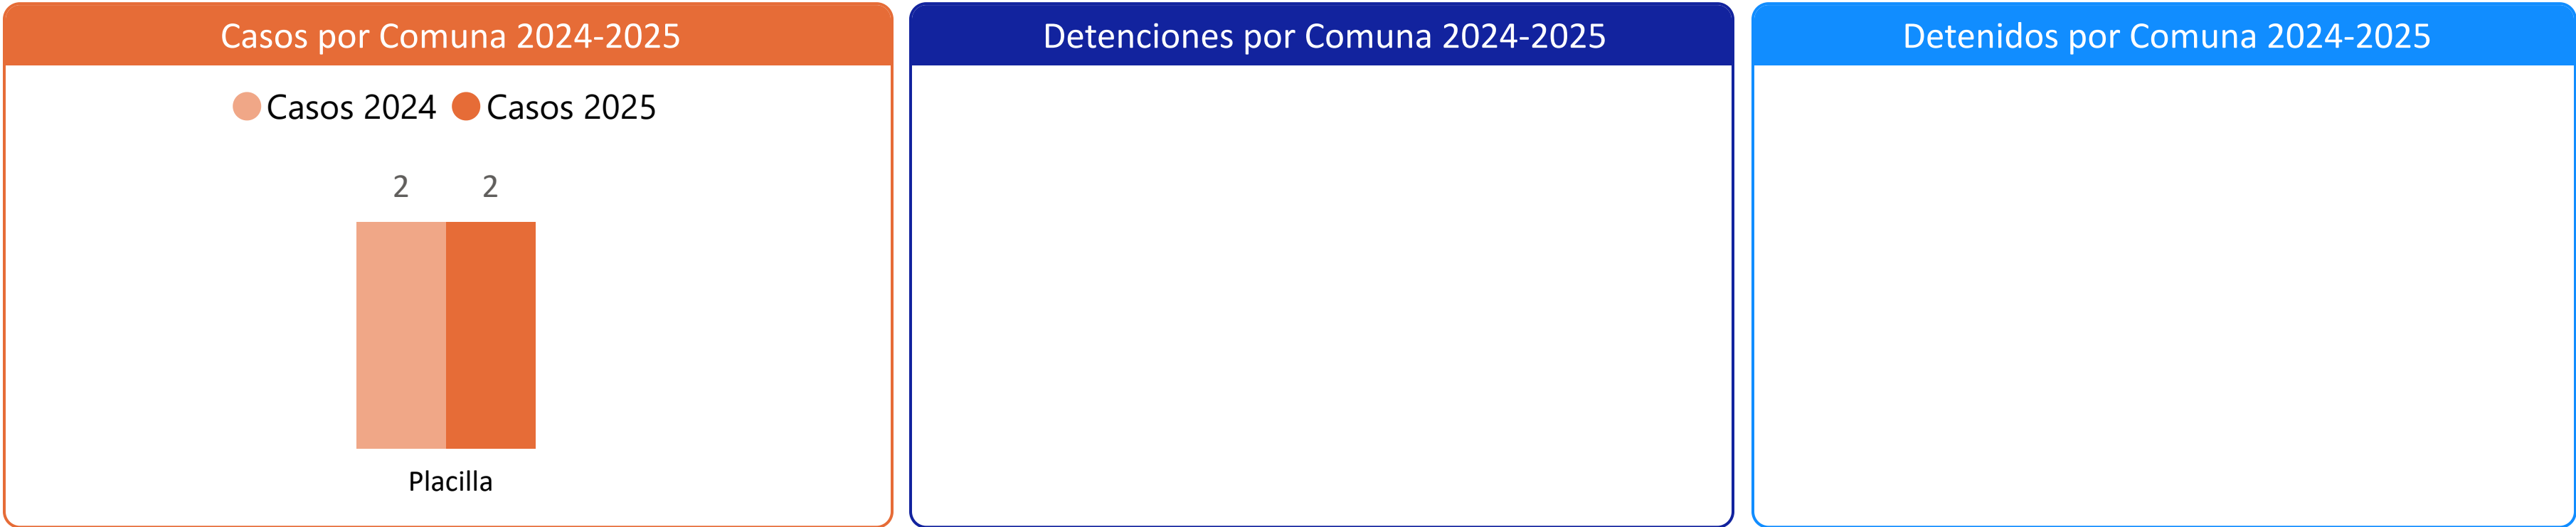 Casos por Comuna 2024-2025
Casos 2024 Casos 2025
2 2
Placilla
Detenciones por Comuna 2024-2025
Detenidos por Comuna 2024-2025